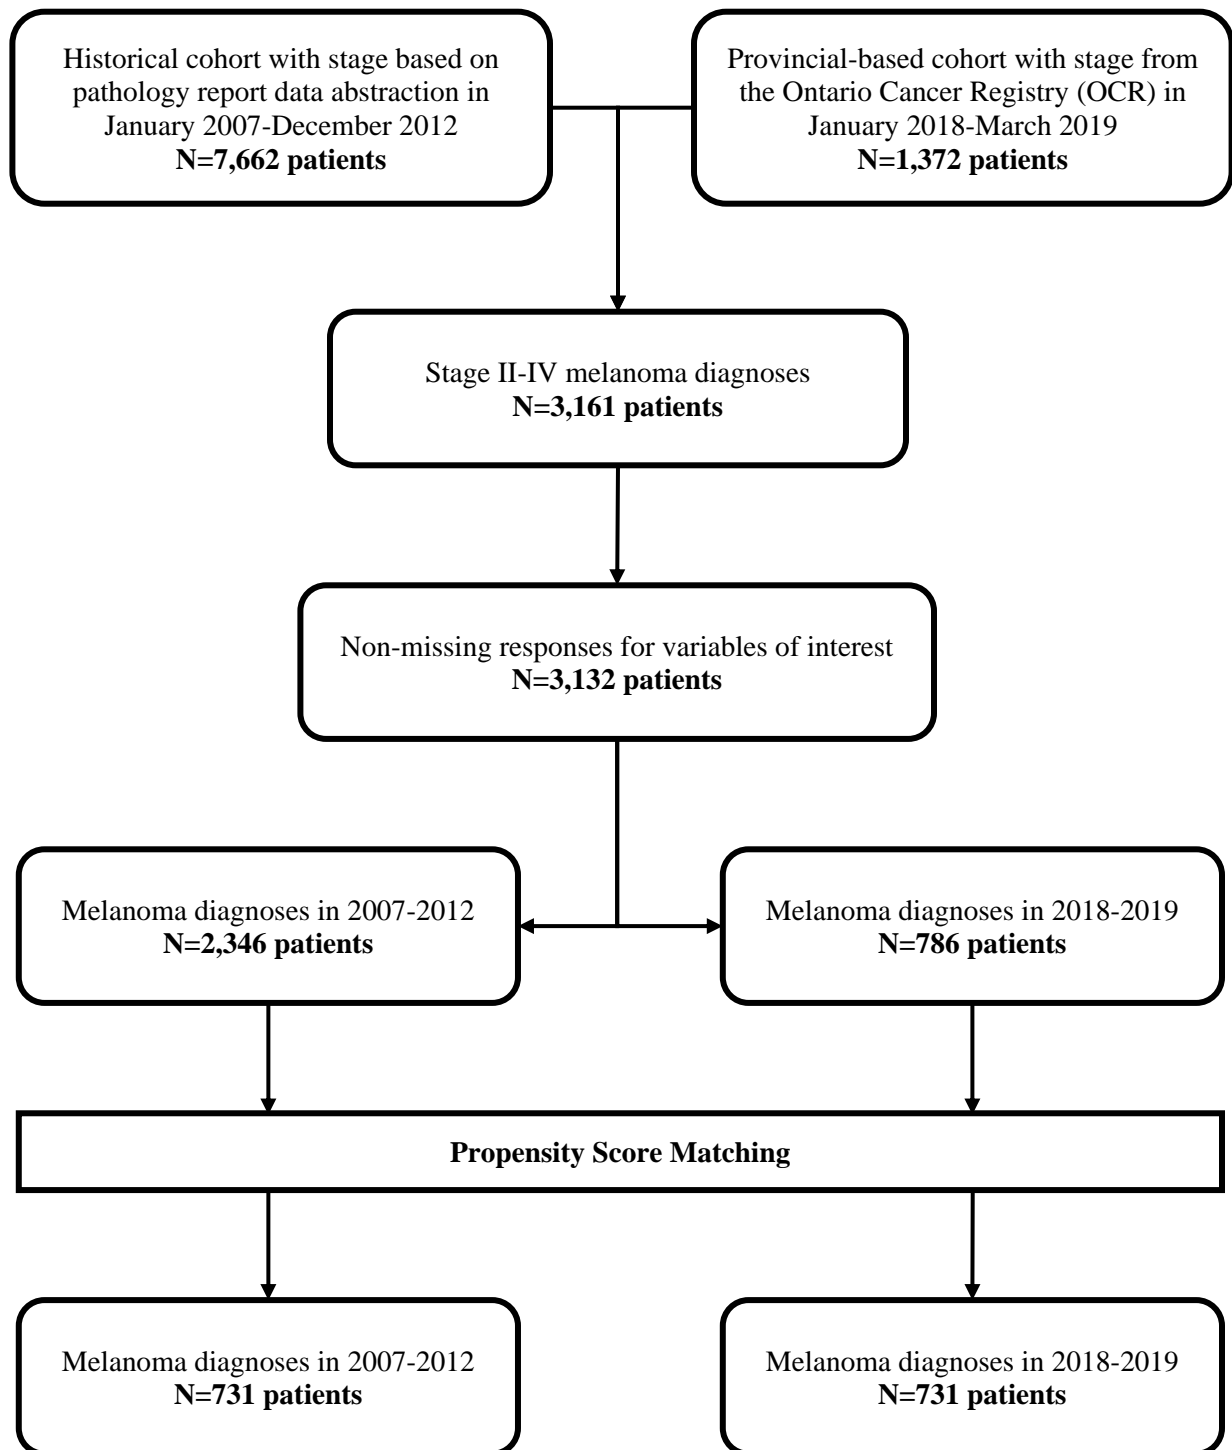 Historical cohort with stage based on
pathology report data abstraction in
January 2007-December 2012
N=7,662 patients
Provincial-based cohort with stage from
the Ontario Cancer Registry (OCR) in
January 2018-March 2019
N=1,372 patients
Stage II-IV melanoma diagnoses
N=3,161 patients
Non-missing responses for variables of interest
N=3,132 patients
Melanoma diagnoses in 2007-2012
N=2,346 patients
Melanoma diagnoses in 2018-2019
N=786 patients
Propensity Score Matching
Melanoma diagnoses in 2007-2012
N=731 patients
Melanoma diagnoses in 2018-2019
N=731 patients